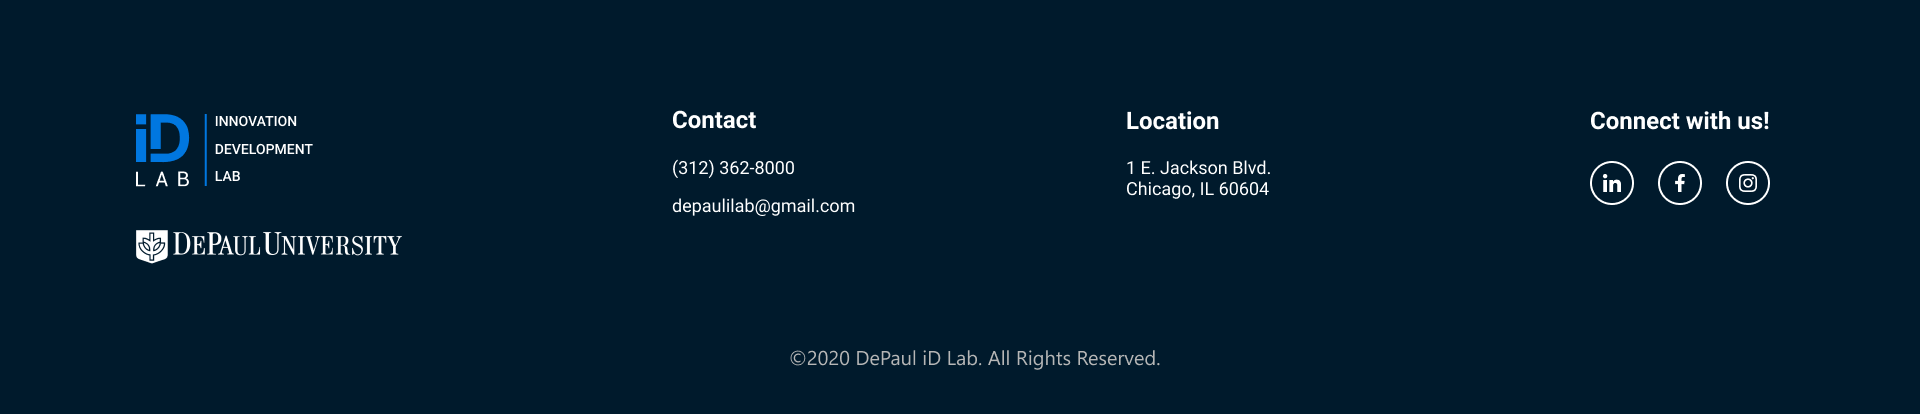 iD
LAB
INNOVATION
DEVELOPMENT
LAB
DEPAUL UNIVERSITY
Contact
(312) 362-8000
depaulilab@gmail.com
Location
1 E. Jackson Blvd.
Chicago, IL 60604
Connect with us!
in
f
©2020 DePaul iD Lab. All Rights Reserved.